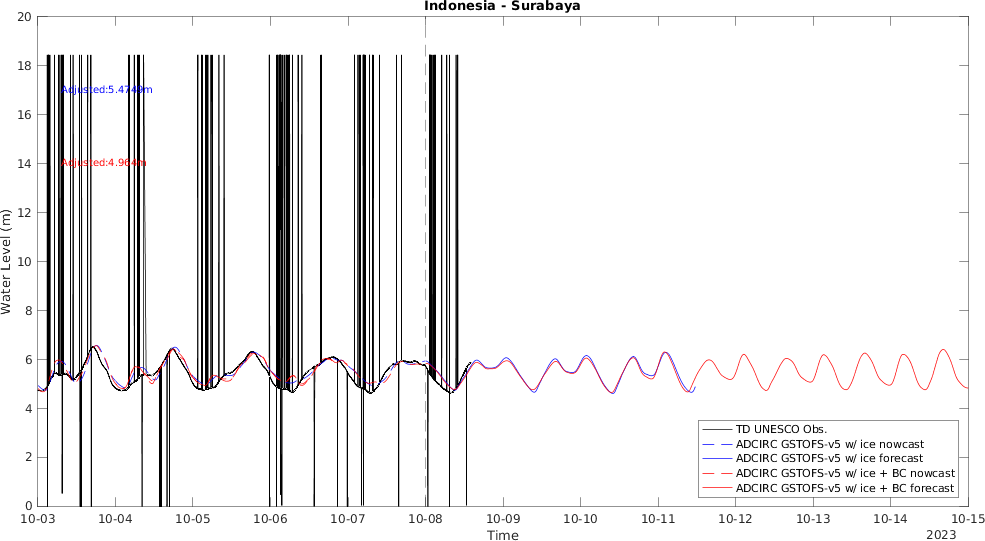 Indonesia - Surabaya
20
18
16
14
12
10
8
6
4
2
0
Water Level (m)
Adjusted:5.4749m
Adjusted:4.964m
TD UNESCO Obs.
ADCIRC GSTOFS-v5 w/ ice nowcast
ADCIRC GSTOFS-v5 w/ ice forecast
ADCIRC GSTOFS-v5 w/ ice + BC nowcast
ADCIRC GSTOFS-v5 w/ ice + BC forecast
10-03 10-04 10-05 10-06 10-07 10-08 10-09 10-10 10-11 10-12 10-13 10-14 10-15
Time
2023